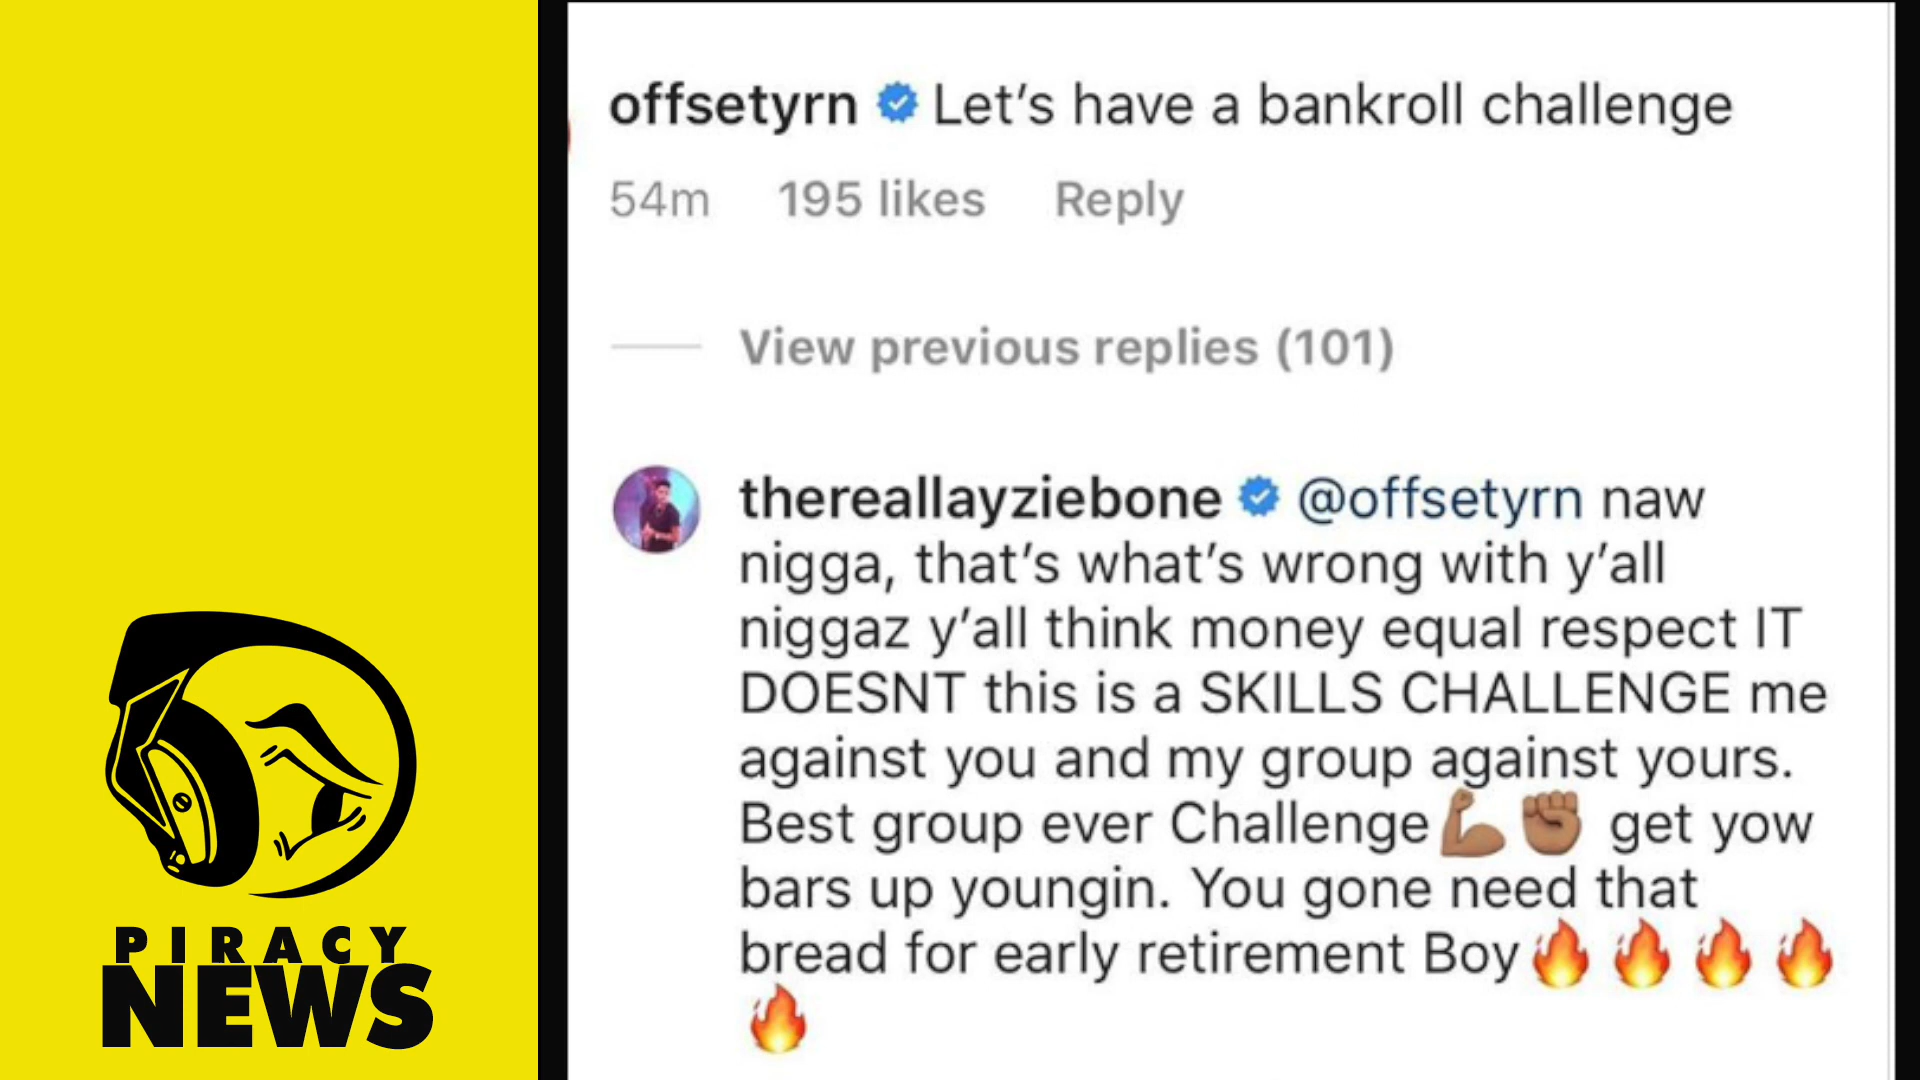 offsetyrn Let's have a bankroll challenge
54m 195 likes Reply
View previous replies (101)
thereallayziebone @offsetyrn naw
nigga, that's what's wrong with y'all
niggaz y'all think money equal respect IT
DOESNT this is a SKILLS CHALLENGE me
against you and my group against yours.
Best group ever Challenge💪🏽✊🏽 get yow
bars up youngin. You gone need that
bread for early retirement Boy🔥🔥🔥🔥
🔥
PIRACY
NEWS